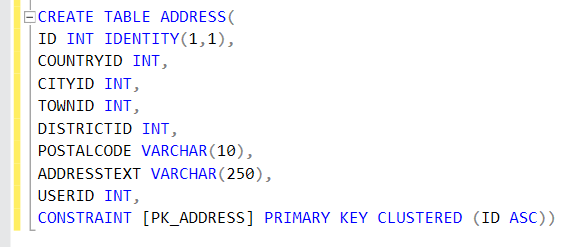 CREATE TABLE ADDRESS(
ID INT IDENTITY(1,1),
COUNTRYID INT,
CITYID INT,
TOWNID INT,
DISTRICTID INT,
POSTALCODE VARCHAR(10),
ADDRESSTEXT VARCHAR(250),
USERID INT,
CONSTRAINT [PK_ADDRESS] PRIMARY KEY CLUSTERED (ID ASC))